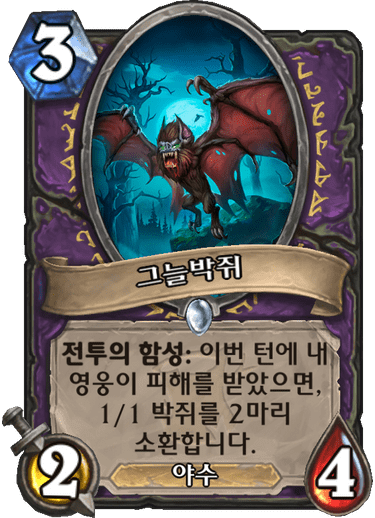 3
그늘박쥐
전투의 함성: 이번 턴에 내
영웅이 피해를 받았으면,
1/1 박쥐를 2마리
소환합니다.
야수
2
4